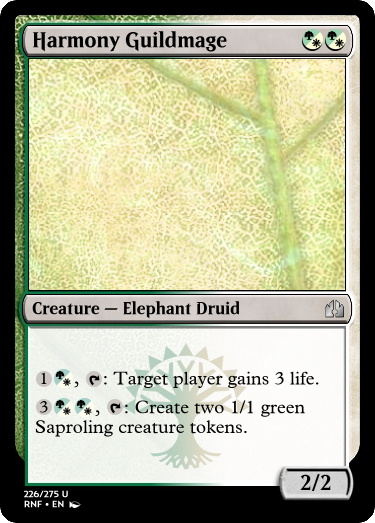 Harmony Guildmage
Creature — Elephant Druid
1 , : Target player gains 3 life.
3 , : Create two 1/1 green
Saproling creature tokens.
2/2
226/275 U
RNF • EN